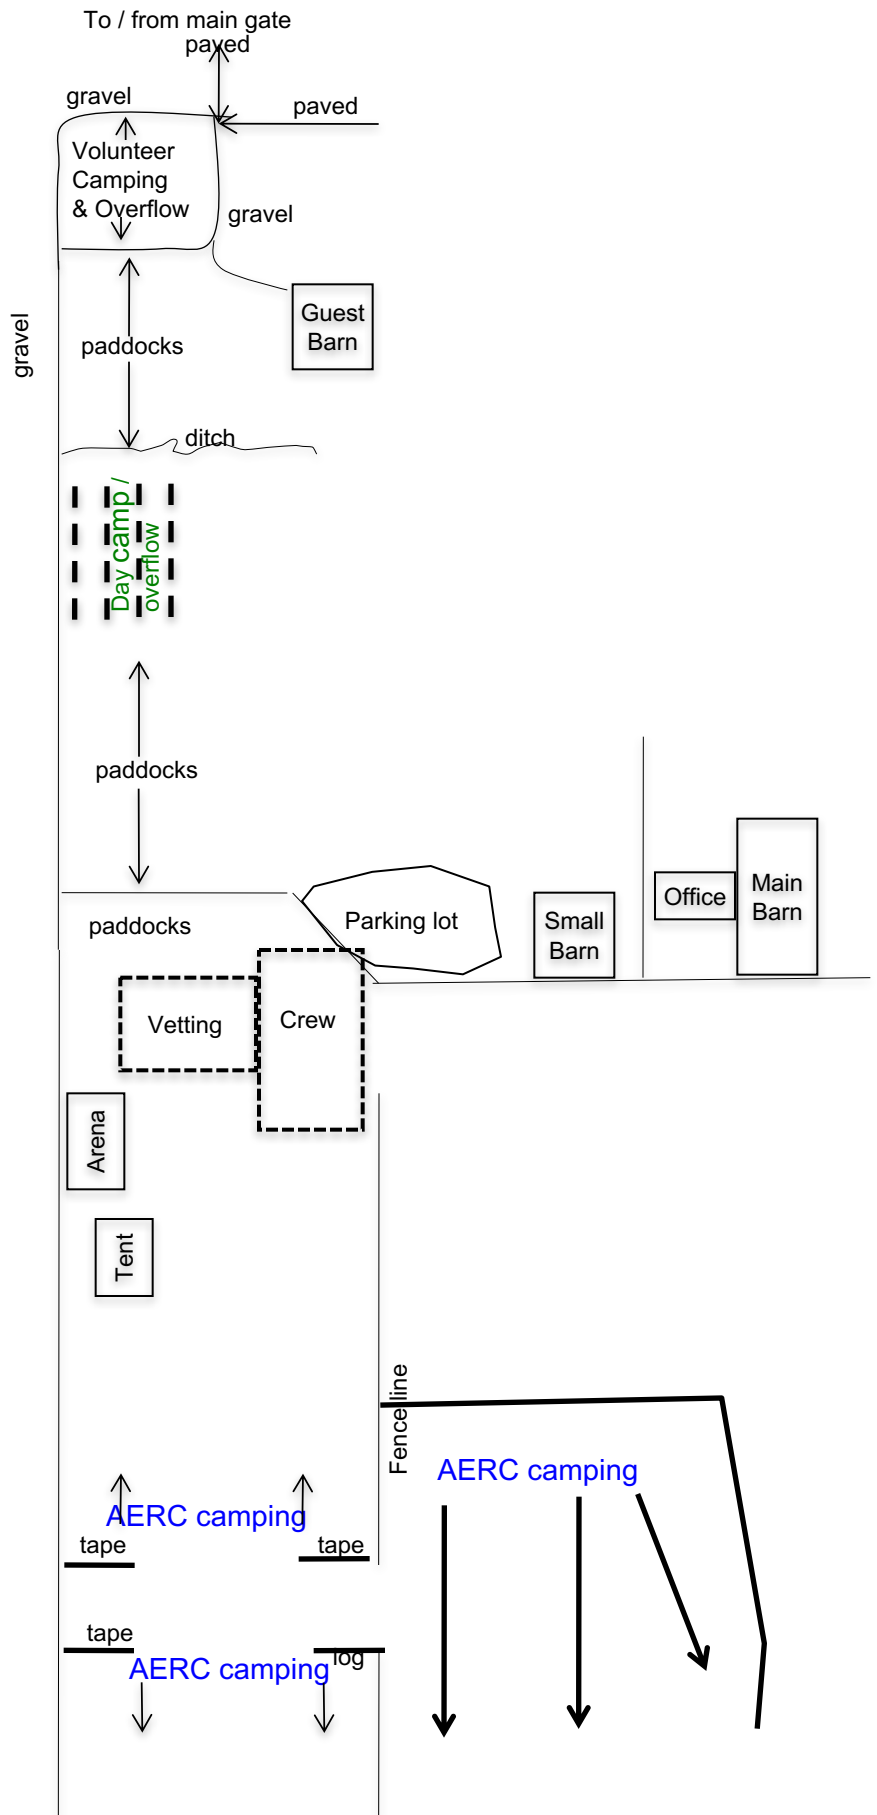 To / from main gate
paved
gravel
paved
Volunteer
Camping
& Overflow
gravel
Guest
Barn
gravel
paddocks
ditch
Day camp /
overflow
paddocks
Main
Barn
Office
Parking lot
Small
Barn
paddocks
Crew
Vetting
Arena
Tent
Fence line
AERC camping
AERC camping
tape
tape
tape
log
AERC camping